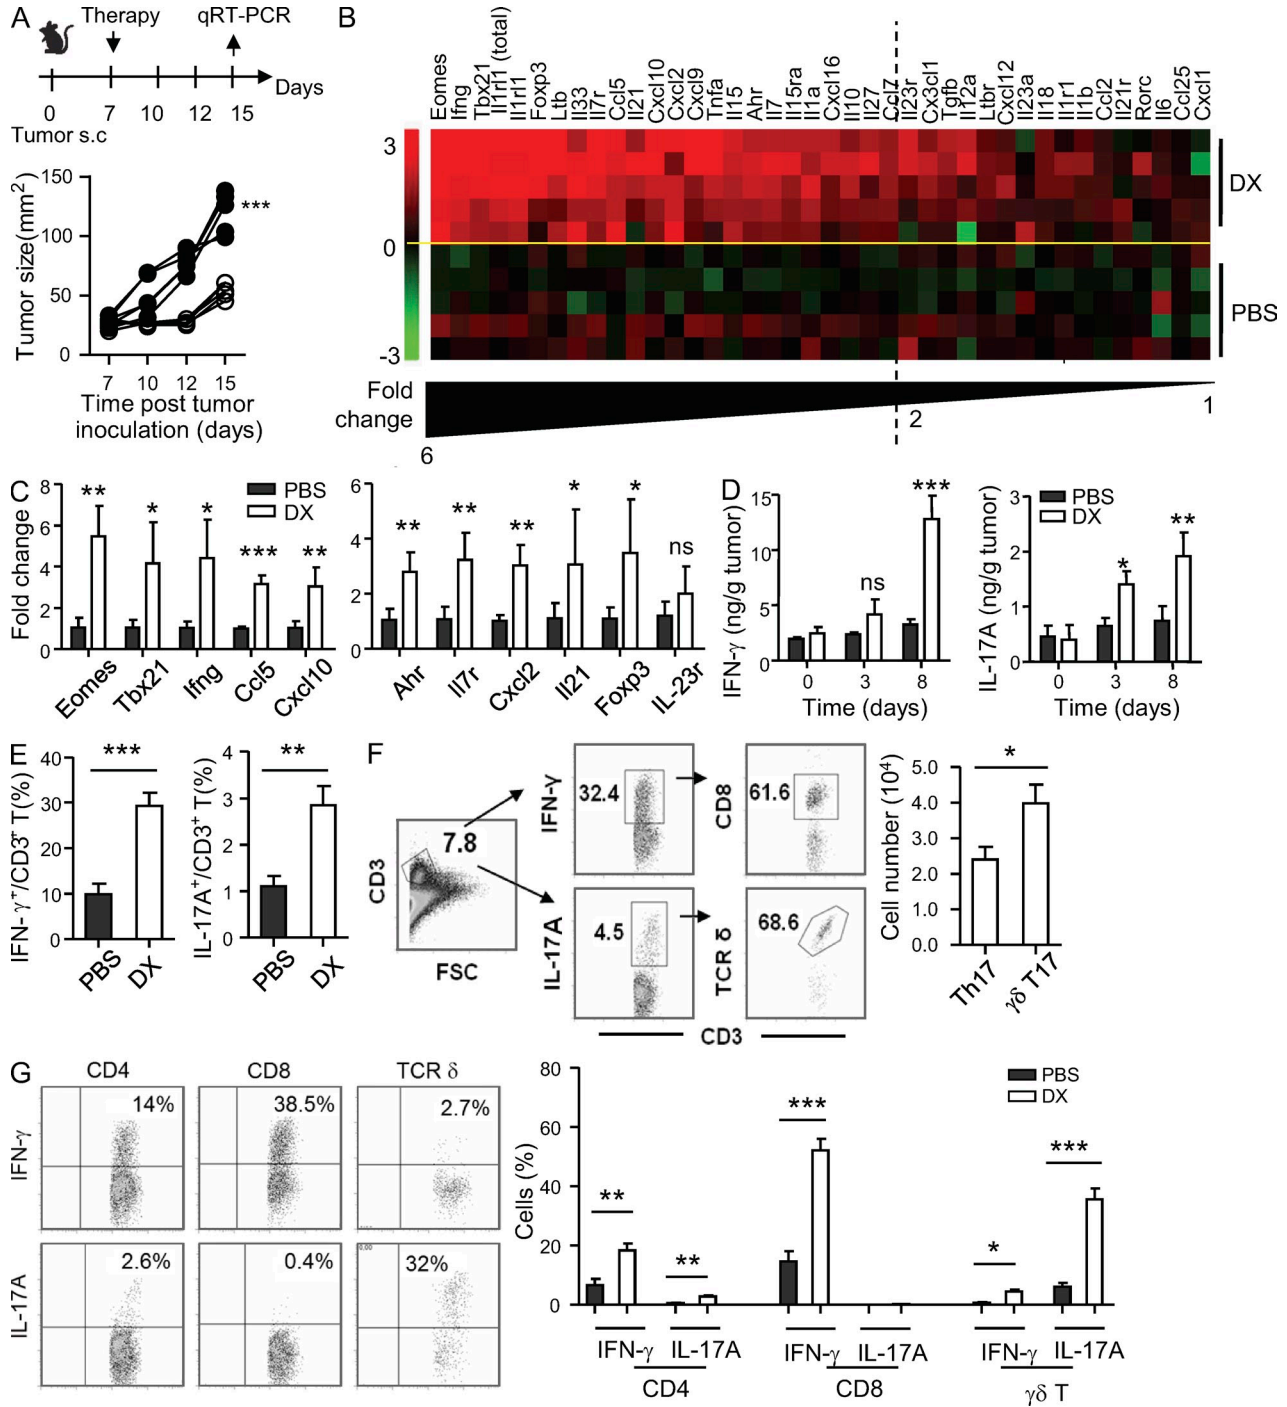 A
Therapy
qRT-PCR
0
7
10
12
15
Days
Tumor s.c
Tumor size(mm²)
150
100
50
0
***
7
10
12
15
Time post tumor
inoculation (days)
B
Eomes
Ifng
Tbx21
Il1rl1 (total)
Il1rl1
Foxp3
Ltb
Il33
Il7r
Ccl5
Il21
Cxcl10
Cxcl2
Cxcl9
Tnfa
Il15
Ahr
Il7
Il15ra
Il1a
Cxcl16
Il10
Il27
Ccl7
Il23r
Cx3cl1
Tgfb
Il12a
Ltbr
Cxcl12
Il23a
Il18
Il1r1
Il1b
Ccl2
Il21r
Rorc
Il6
Ccl25
Cxcl1
3
0
-3
DX
PBS
Fold
change
6
2
1
C
Fold change
8
6
4
2
0
PBS
DX
**
*
*
***
**
Eomes
Tbx21
Ifng
Ccl5
Cxcl10
6
4
2
0
**
**
**
*
*
ns
Ahr
Il7r
Cxcl2
Il21
Foxp3
IL-23r
D
IFN-γ (ng/g tumor)
15
10
5
0
ns
***
0
3
8
Time (days)
IL-17A (ng/g tumor)
3
2
1
0
PBS
DX
*
**
0
3
8
Time (days)
E
IFN-γ⁺/CD3⁺ T(%)
40
30
20
10
0
***
PBS
DX
IL-17A⁺/CD3⁺ T(%)
4
3
2
1
0
**
PBS
DX
F
CD3
7.8
FSC
IFN-γ
32.4
CD8
61.6
IL-17A
4.5
TCR δ
68.6
CD3
Cell number (10⁴)
5.0
4.0
3.0
2.0
1.0
0.0
*
Th17
γδ T17
G
CD4
CD8
TCR δ
IFN-γ
14%
38.5%
2.7%
IL-17A
2.6%
0.4%
0.00
32%
Cells (%)
80
60
40
20
0
PBS
DX
**
**
***
*
***
IFN-γ
IL-17A
IFN-γ
IL-17A
IFN-γ
IL-17A
CD4
CD8
γδ T